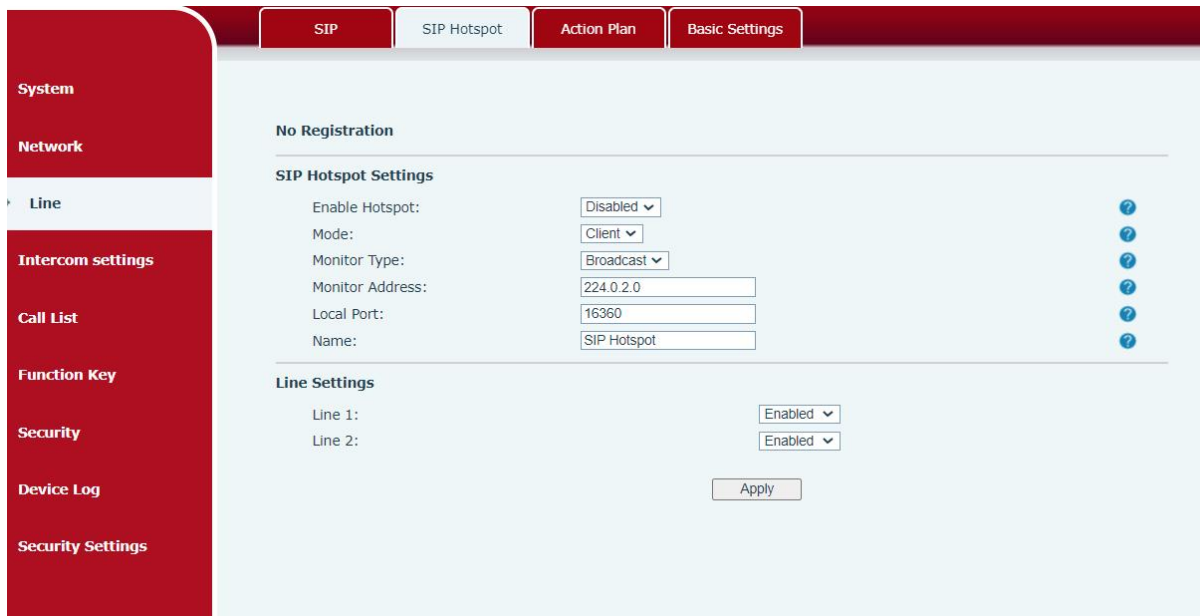 SIP
SIP Hotspot
Action Plan
Basic Settings
System
Network
Line
Intercom settings
Call List
Function Key
Security
Device Log
Security Settings
No Registration
SIP Hotspot Settings
Enable Hotspot: Disabled
Mode: Client
Monitor Type: Broadcast
Monitor Address: 224.0.2.0
Local Port: 16360
Name: SIP Hotspot
Line Settings
Line 1: Enabled
Line 2: Enabled
Apply